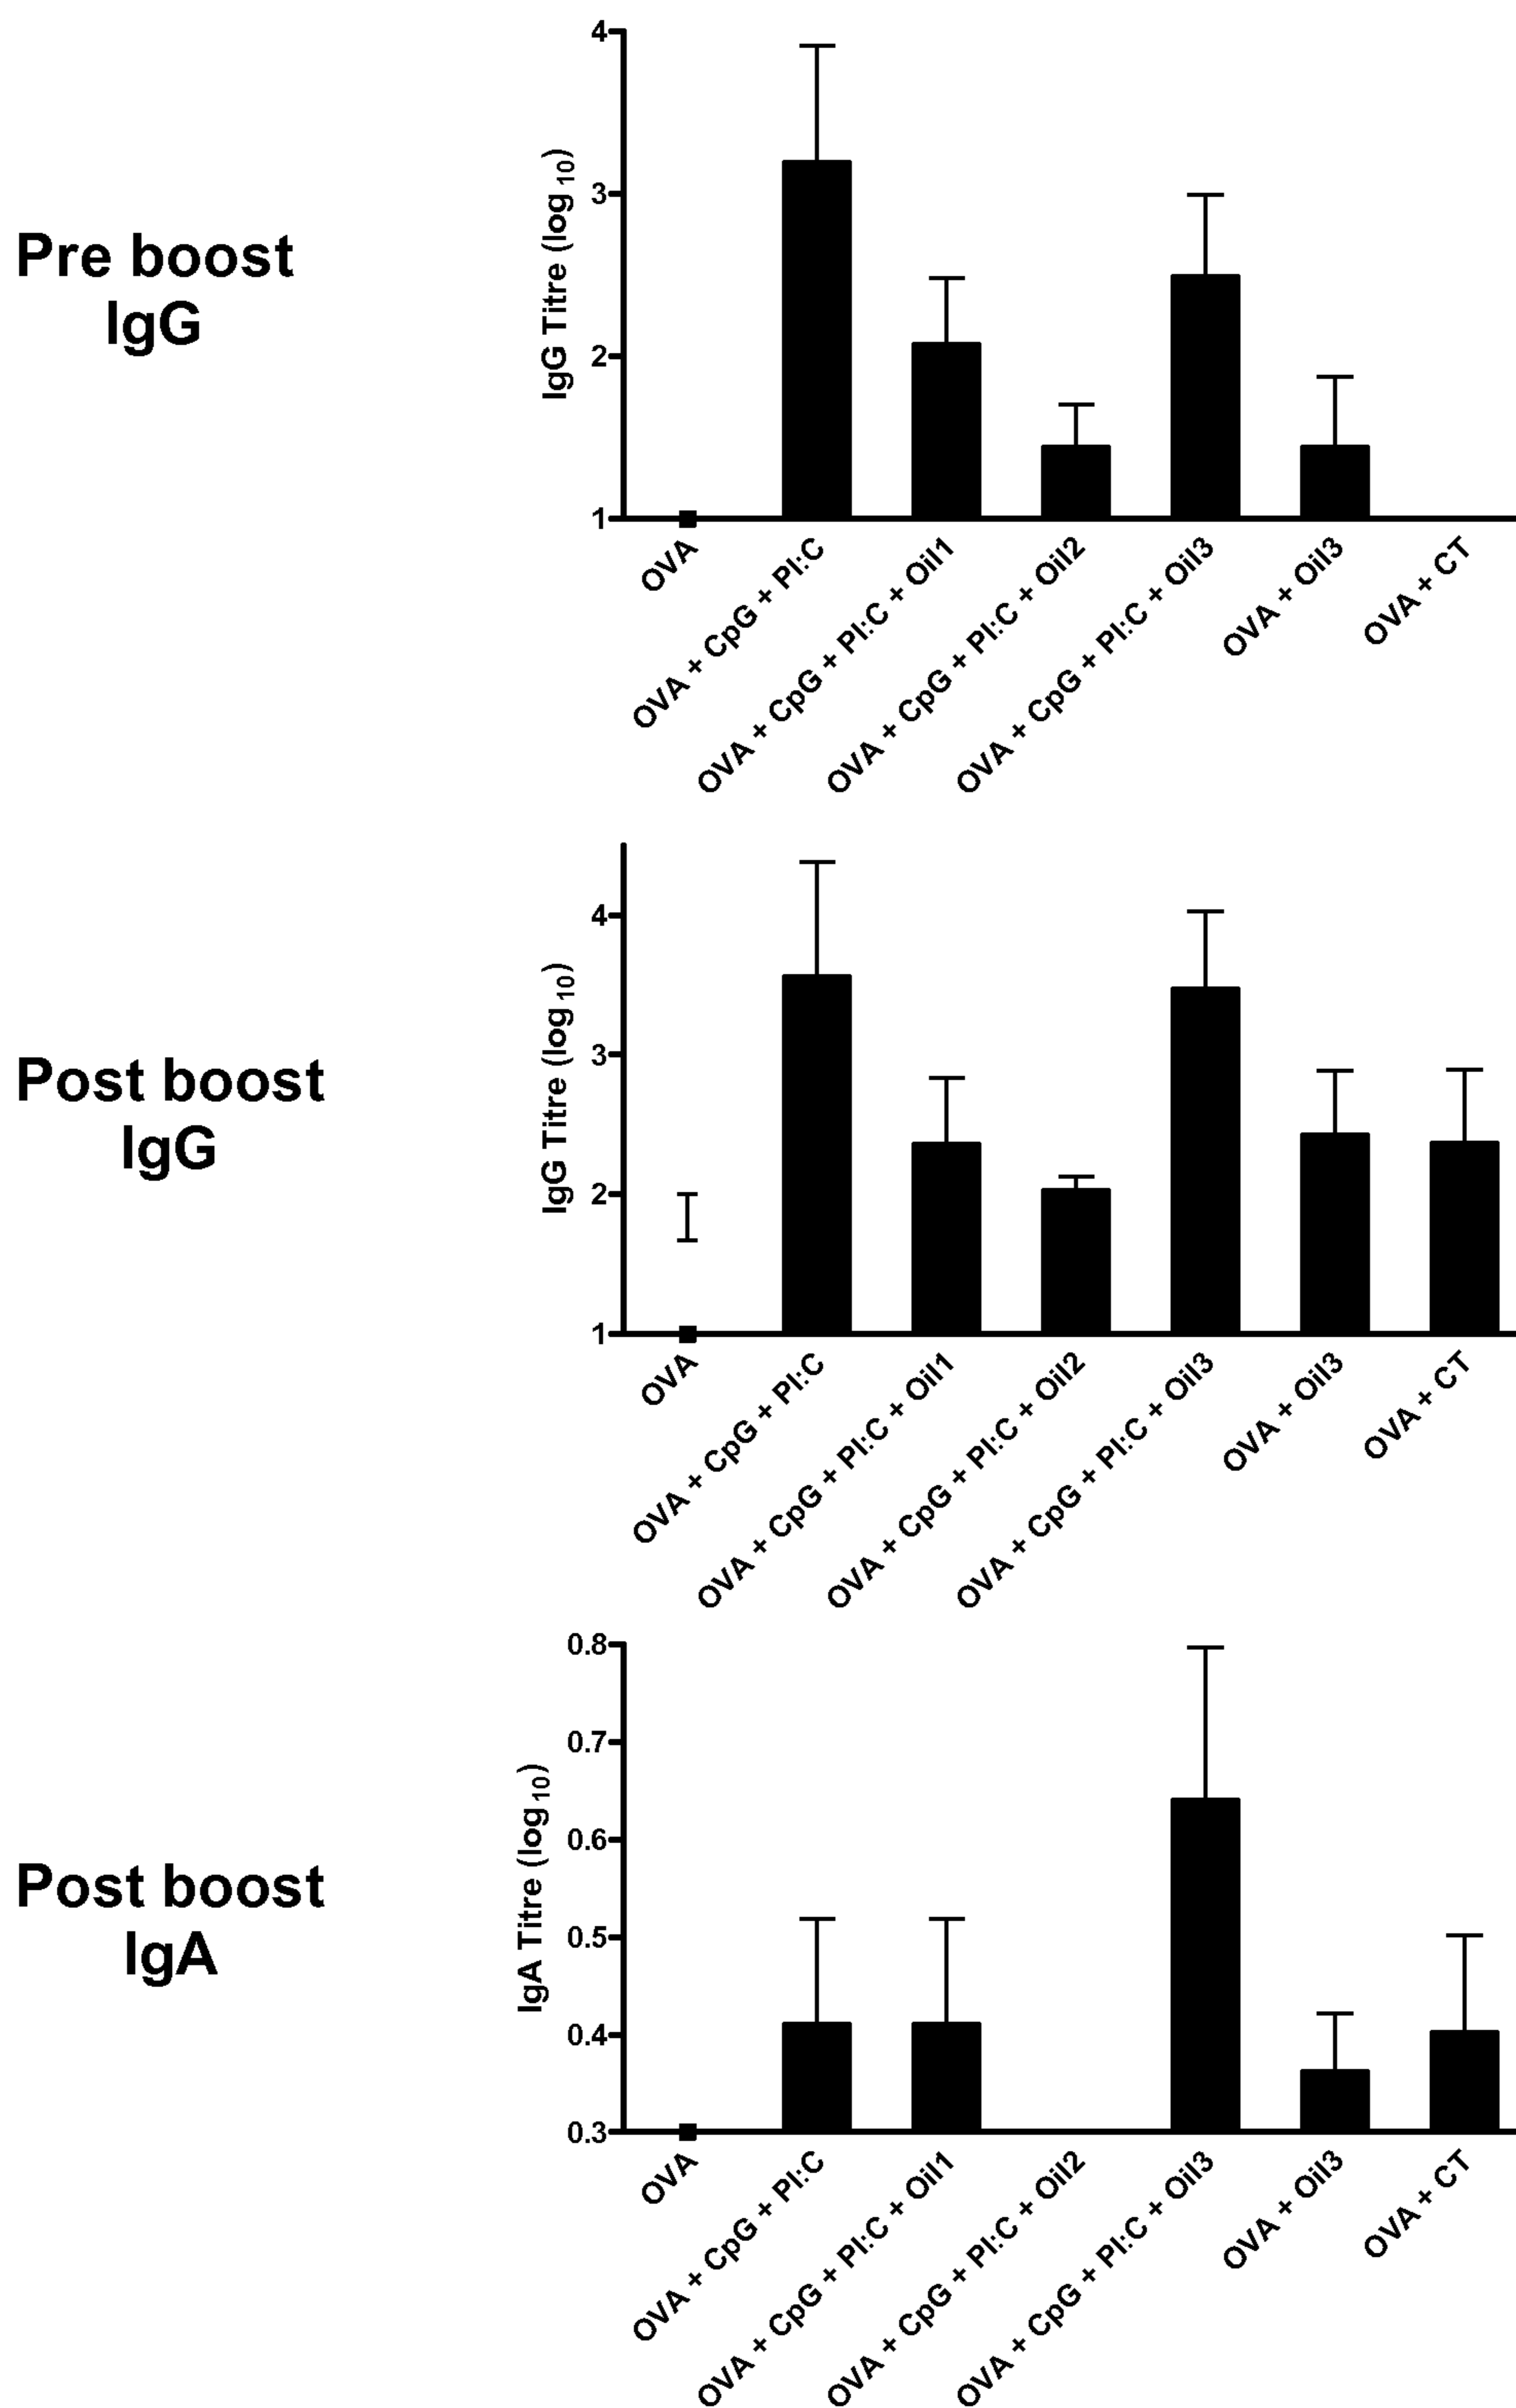 Pre boost
IgG
IgG Titre (log 10)
4
3
2
1
OVA
OVA + CpG + PI:C
OVA + CpG + PI:C + Oil1
OVA + CpG + PI:C + Oil2
OVA + CpG + PI:C + Oil3
OVA + Oil3
OVA + CT
Post boost
IgG
IgG Titre (log 10)
4
3
2
1
OVA
OVA + CpG + PI:C
OVA + CpG + PI:C + Oil1
OVA + CpG + PI:C + Oil2
OVA + CpG + PI:C + Oil3
OVA + Oil3
OVA + CT
Post boost
IgA
IgA Titre (log10)
0.8
0.7
0.6
0.5
0.4
0.3
OVA
OVA + CpG + PI:C
OVA + CpG + PI:C + Oil1
OVA + CpG + PI:C + Oil2
OVA + CpG + PI:C + Oil3
OVA + Oil3
OVA + CT